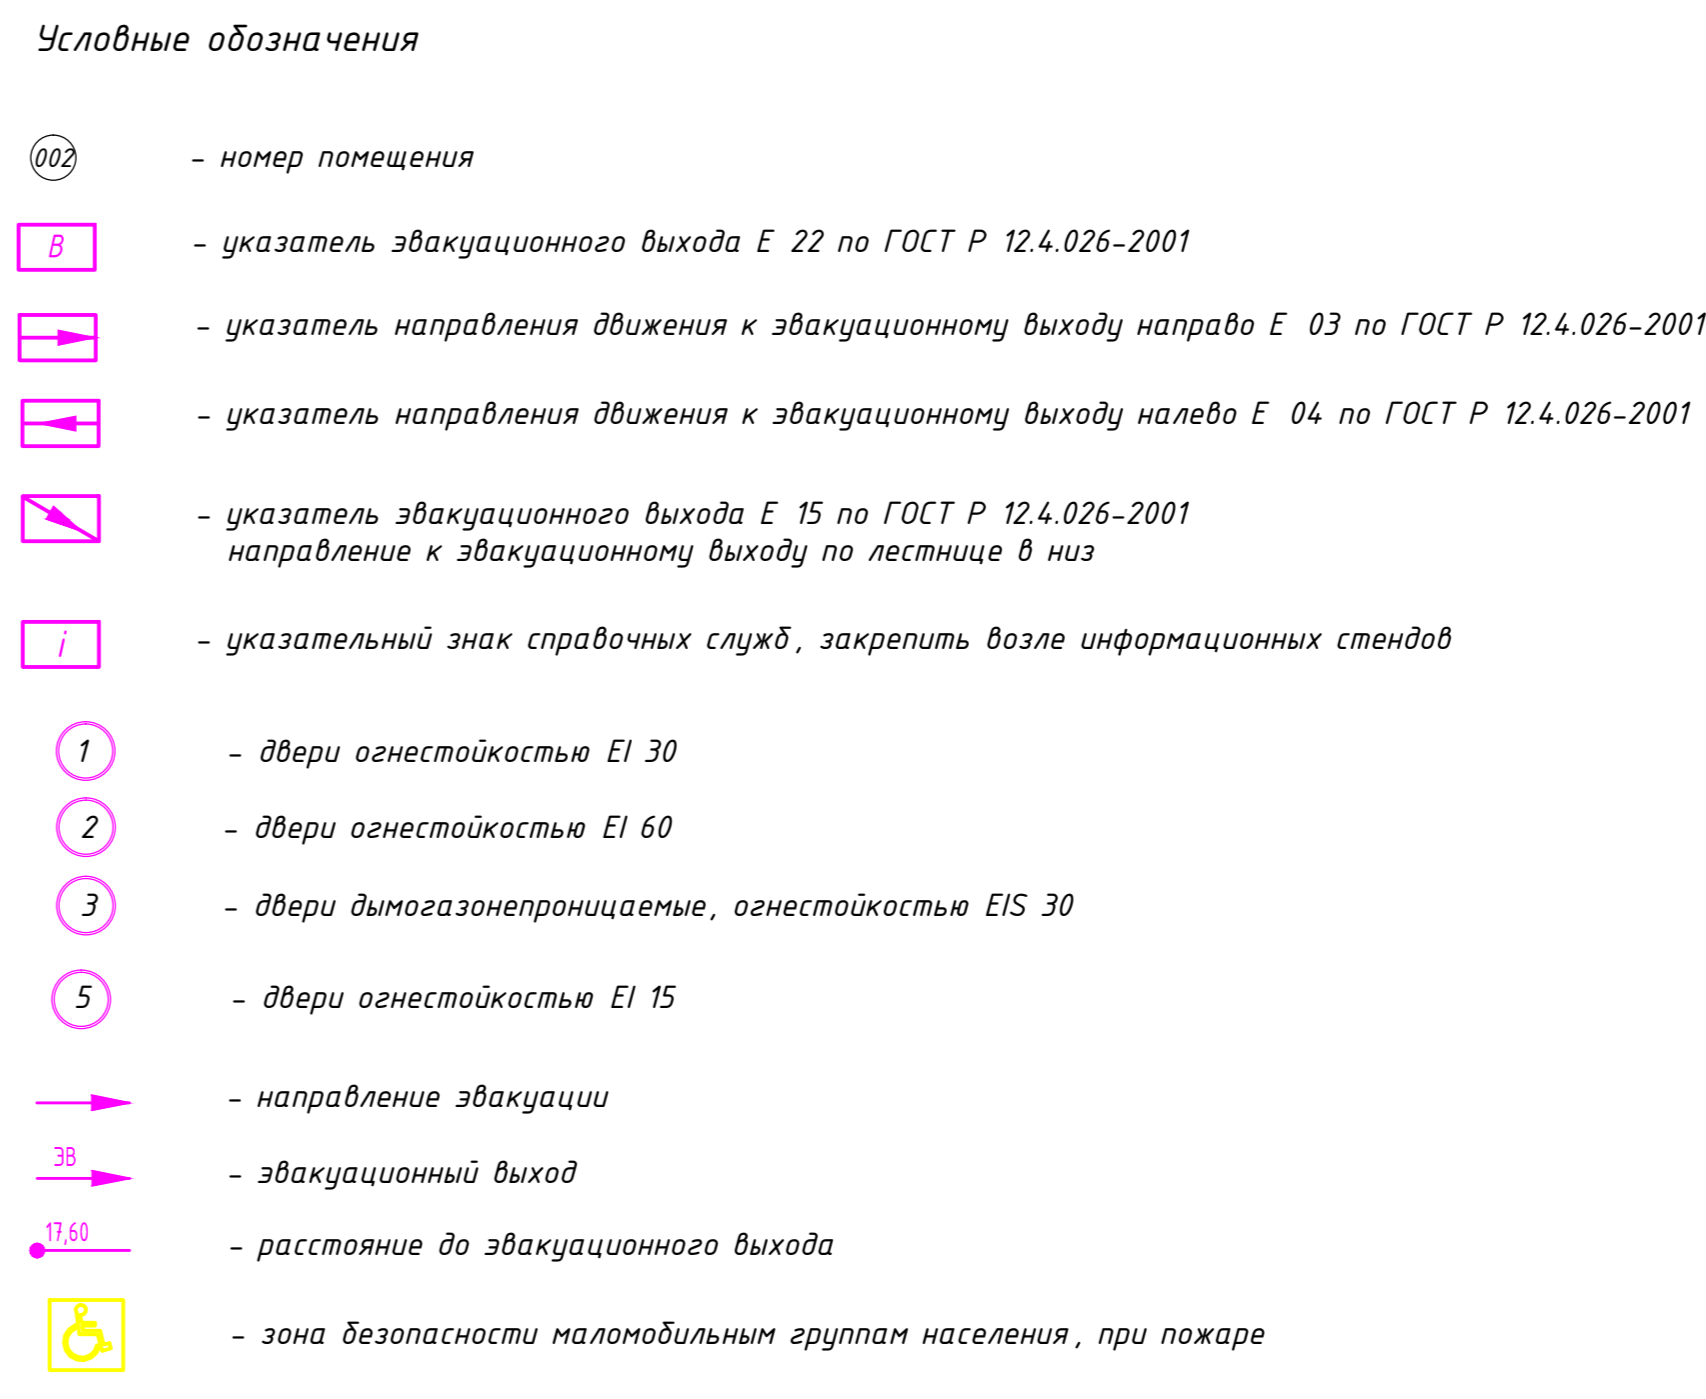 Условные обозначения
002 - номер помещения
В - указатель эвакуационного выхода Е 22 по ГОСТ Р 12.4.026-2001
- указатель направления движения к эвакуационному выходу направо Е 03 по ГОСТ Р 12.4.026-2001
- указатель направления движения к эвакуационному выходу налево Е 04 по ГОСТ Р 12.4.026-2001
- указатель эвакуационного выхода Е 15 по ГОСТ Р 12.4.026-2001
направление к эвакуационному выходу по лестнице в низ
i - указательный знак справочных служб, закрепить возле информационных стендов
1 - двери огнестойкостью EI 30
2 - двери огнестойкостью EI 60
3 - двери дымогазонепроницаемые, огнестойкостью EIS 30
5 - двери огнестойкостью EI 15
- направление эвакуации
ЭВ - эвакуационный выход
17,60 - расстояние до эвакуационного выхода
- зона безопасности маломобильным группам населения, при пожаре